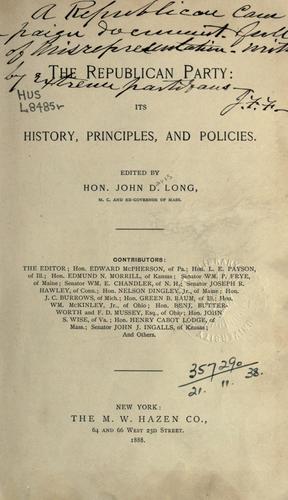 A Republican cam
paign document full
of misrepresentation - writ
by extreme partisans -
J.F.F.
HUS
L8485r
THE REPUBLICAN PARTY:
ITS
HISTORY, PRINCIPLES, AND POLICIES.
EDITED BY
Davis
HON. JOHN D. LONG,
M. C. AND EX-GOVERNOR OF MASS.
CONTRIBUTORS:
THE EDITOR; Hon. EDWARD McPHERSON, of Pa.; Hon. L. E. PAYSON,
of Ill.; Hon. EDMUND N. MORRILL, of Kansas; Senator WM. P. FRYE,
of Maine; Senator WM. E. CHANDLER, of N. H.; Senator JOSEPH R.
HAWLEY, of Conn.; Hon. NELSON DINGLEY, Jr., of Maine; Hon.
J. C. BURROWS, of Mich.; Hon. GREEN B. RAUM, of Ill; Hon.
WM. McKINLEY, Jr., of Ohio; Hon. BENJ. BUTTER-
WORTH and F. D. MUSSEY, Esq., of Ohio; Hon. JOHN
S. WISE, of Va.; Hon. HENRY CABOT LODGE, of
Mass.; Senator JOHN J. INGALLS, of Kansas;
And Others.
357290
21. 11. 38.
NEW YORK:
THE M. W. HAZEN CO.,
64 AND 66 WEST 23D STREET.
1888.